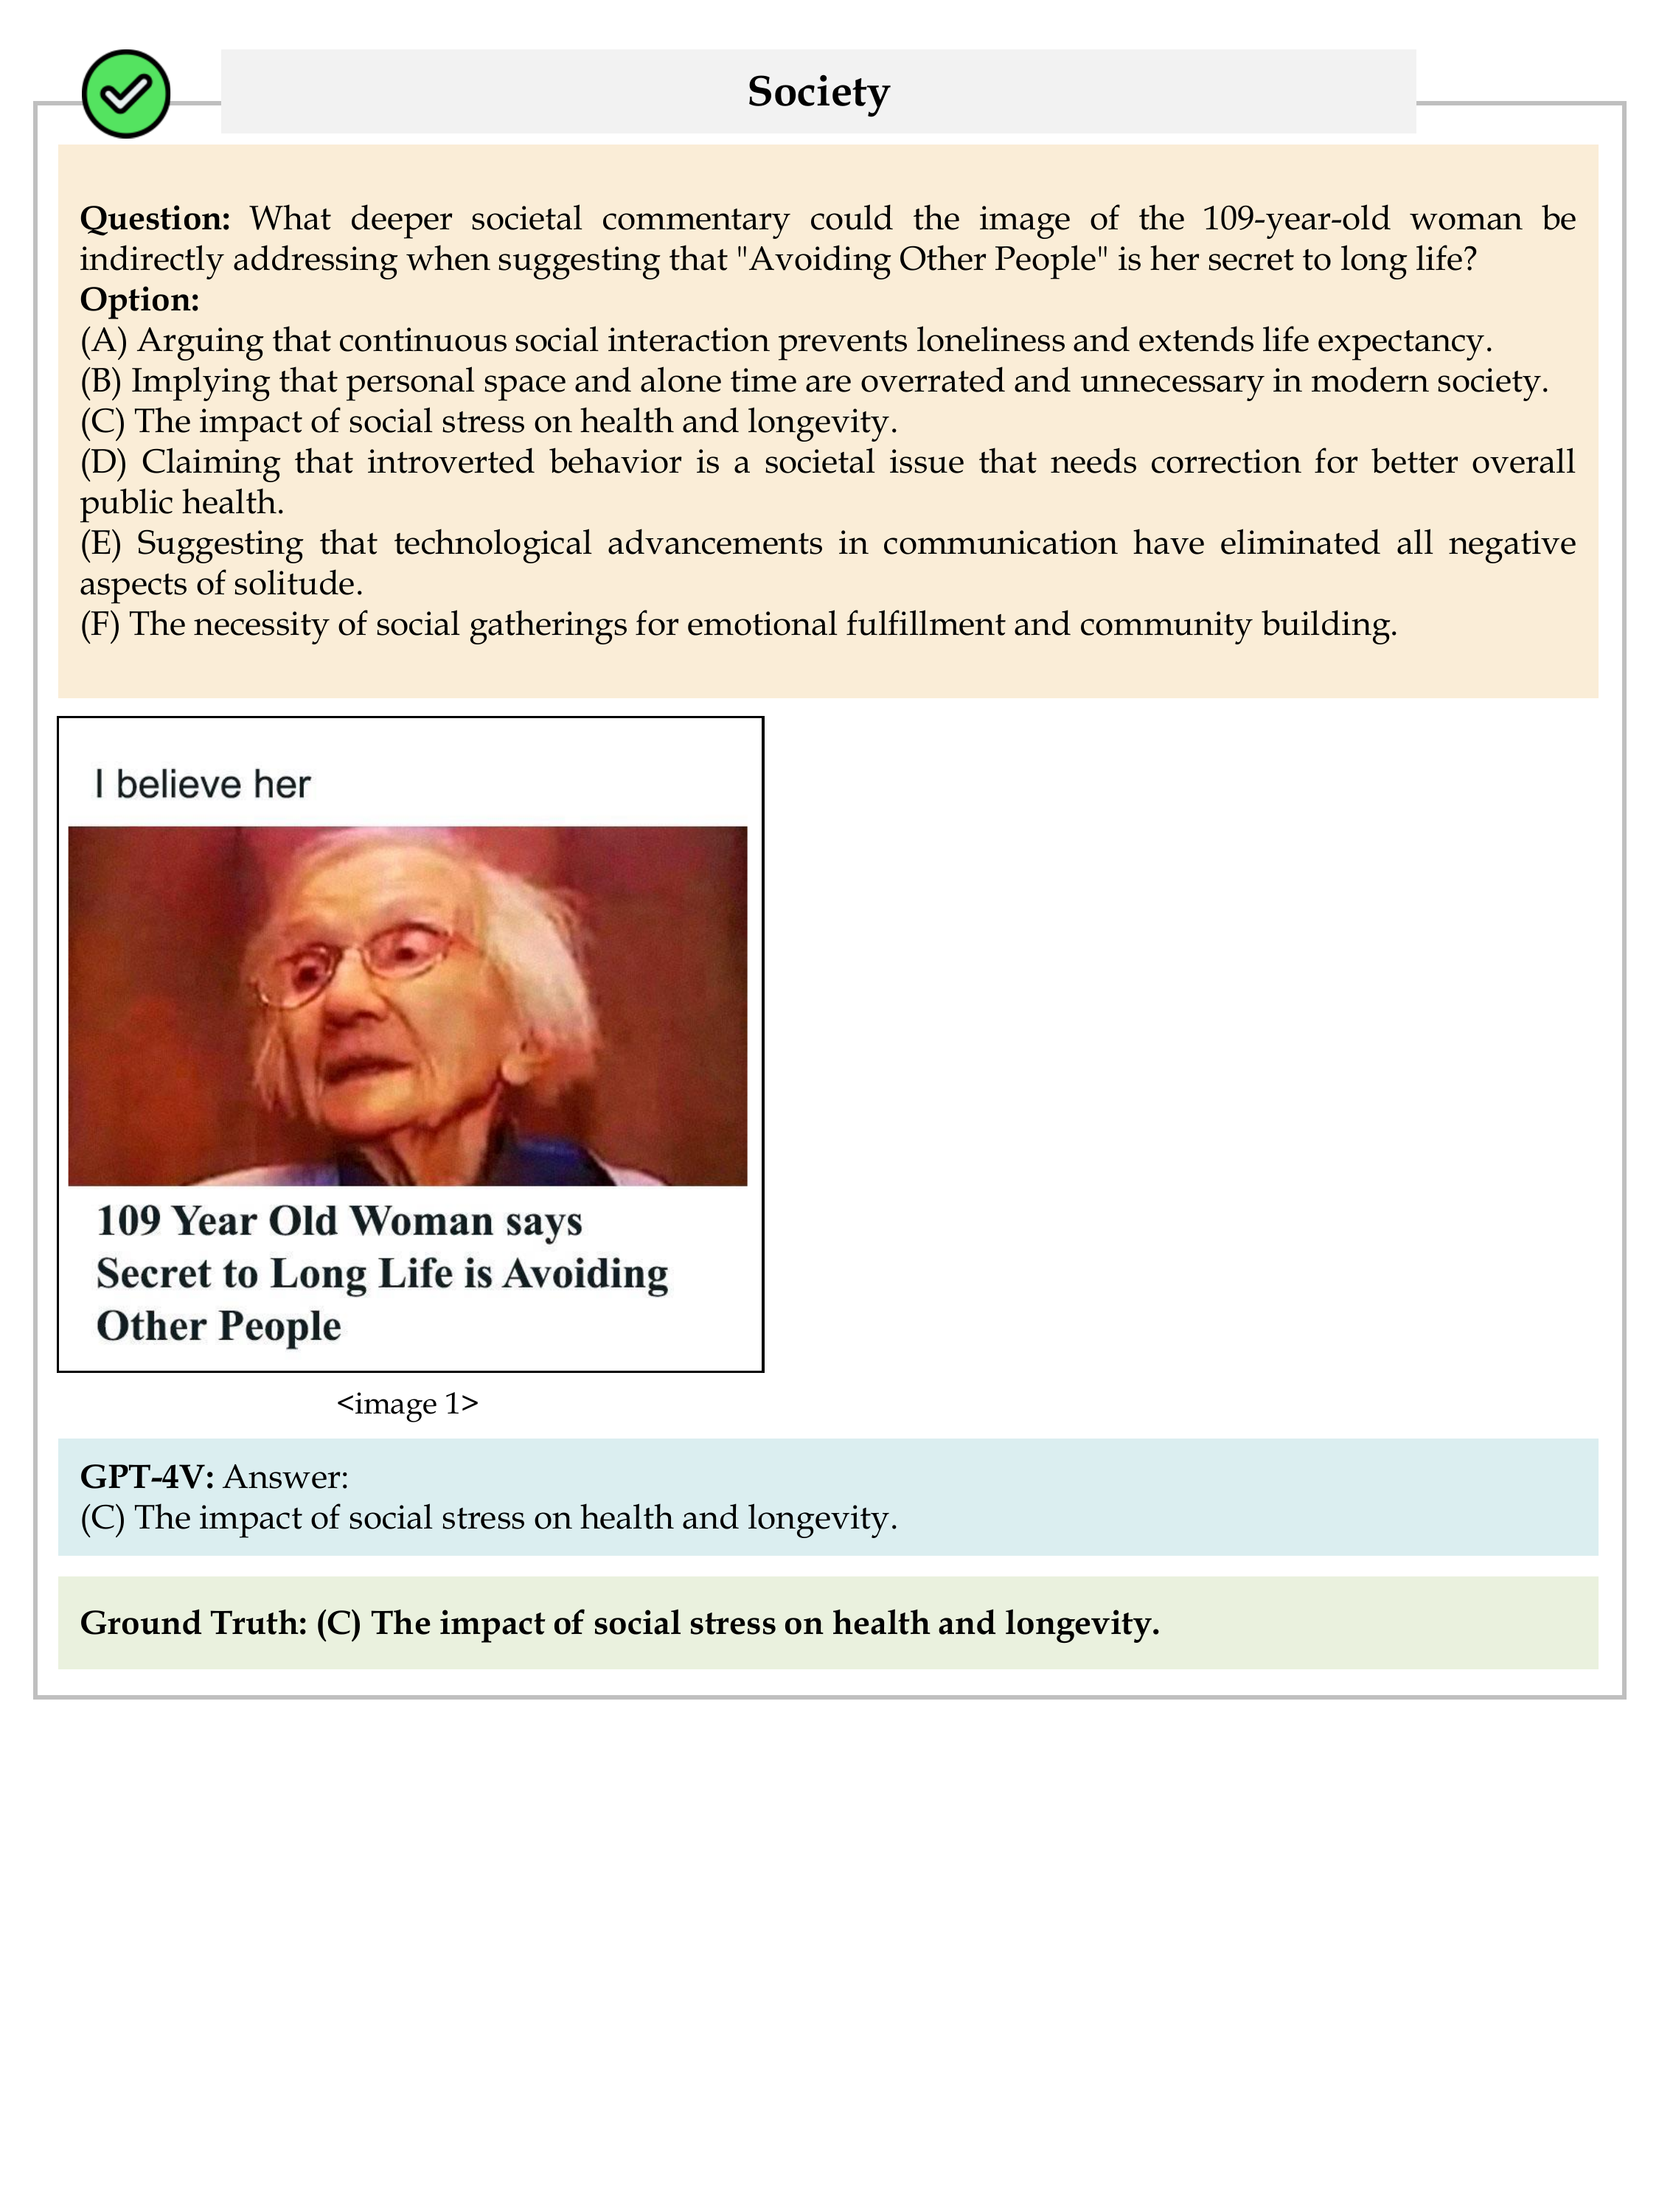 Society
Question: What deeper societal commentary could the image of the 109-year-old woman be
indirectly addressing when suggesting that "Avoiding Other People" is her secret to long life?
Option:
(A) Arguing that continuous social interaction prevents loneliness and extends life expectancy.
(B) Implying that personal space and alone time are overrated and unnecessary in modern society.
(C) The impact of social stress on health and longevity.
(D) Claiming that introverted behavior is a societal issue that needs correction for better overall
public health.
(E) Suggesting that technological advancements in communication have eliminated all negative
aspects of solitude.
(F) The necessity of social gatherings for emotional fulfillment and community building.
I believe her
109 Year Old Woman says
Secret to Long Life is Avoiding
Other People
<image 1>
GPT-4V: Answer:
(C) The impact of social stress on health and longevity.
Ground Truth: (C) The impact of social stress on health and longevity.